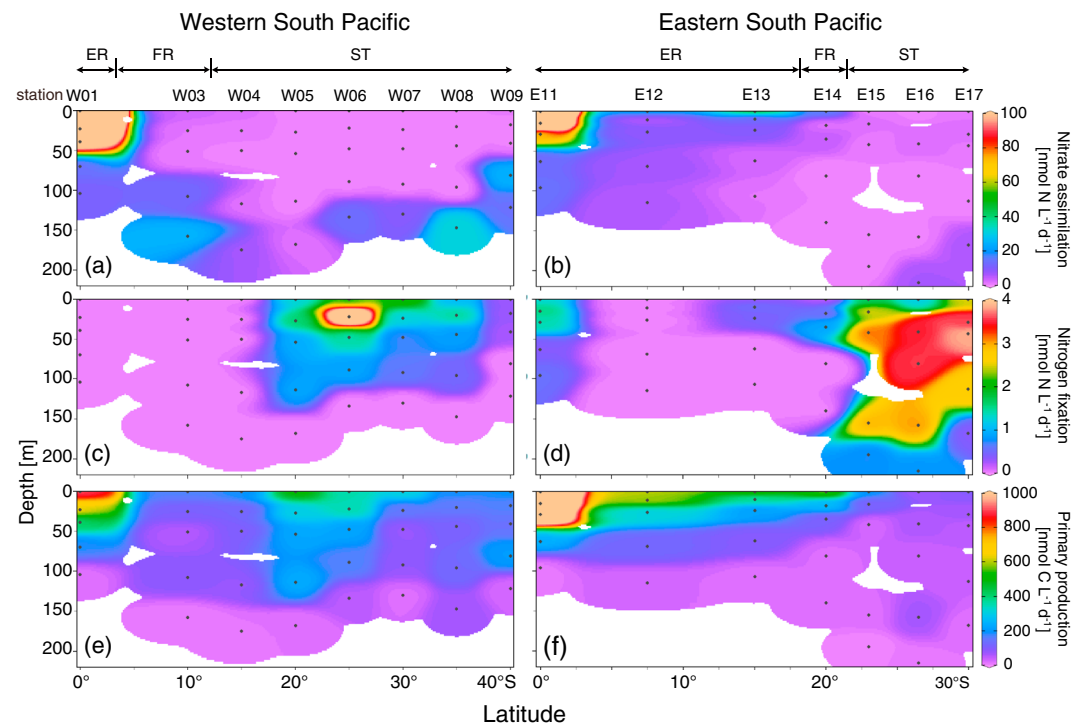 Western South Pacific Eastern South Pacific
ER FR ST ER FR ST
station W01 W03 W04 W05 W06 W07 W08 W09 E11 E12 E13 E14 E15 E16 E17
0 50 100 150 200
(a) (b)
100 80 60 40 20 0
Nitrate assimilation
[nmol N L⁻¹ d⁻¹]
0 50 100 150 200
(c) (d)
4 3 2 1 0
Nitrogen fixation
[nmol N L⁻¹ d⁻¹]
Depth [m]
0 50 100 150 200
(e) (f)
1000 800 600 400 200 0
Primary production
[nmol C L⁻¹ d⁻¹]
0° 10° 20° 30° 40°S 0° 10° 20° 30°S
Latitude